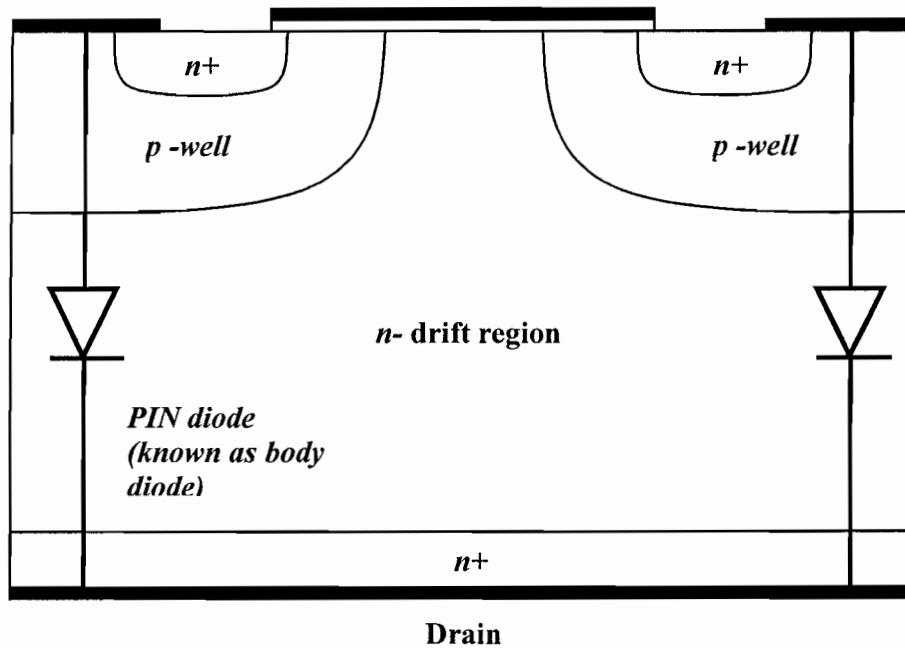 n+
n+
p -well
p -well
n- drift region
PIN diode
(known as body
diode)
n+
Drain